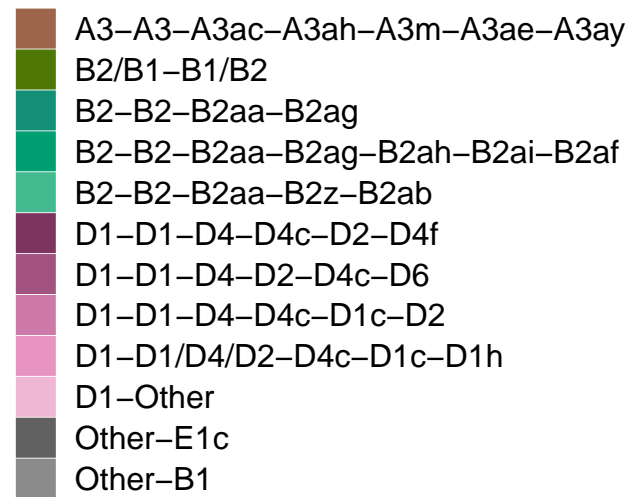 A3−A3−A3ac−A3ah−A3m−A3ae−A3ay
B2/B1−B1/B2
B2−B2−B2aa−B2ag
B2−B2−B2aa−B2ag−B2ah−B2ai−B2af
B2−B2−B2aa−B2z−B2ab
D1−D1−D4−D4c−D2−D4f
D1−D1−D4−D2−D4c−D6
D1−D1−D4−D4c−D1c−D2
D1−D1/D4/D2−D4c−D1c−D1h
D1−Other
Other−E1c
Other−B1